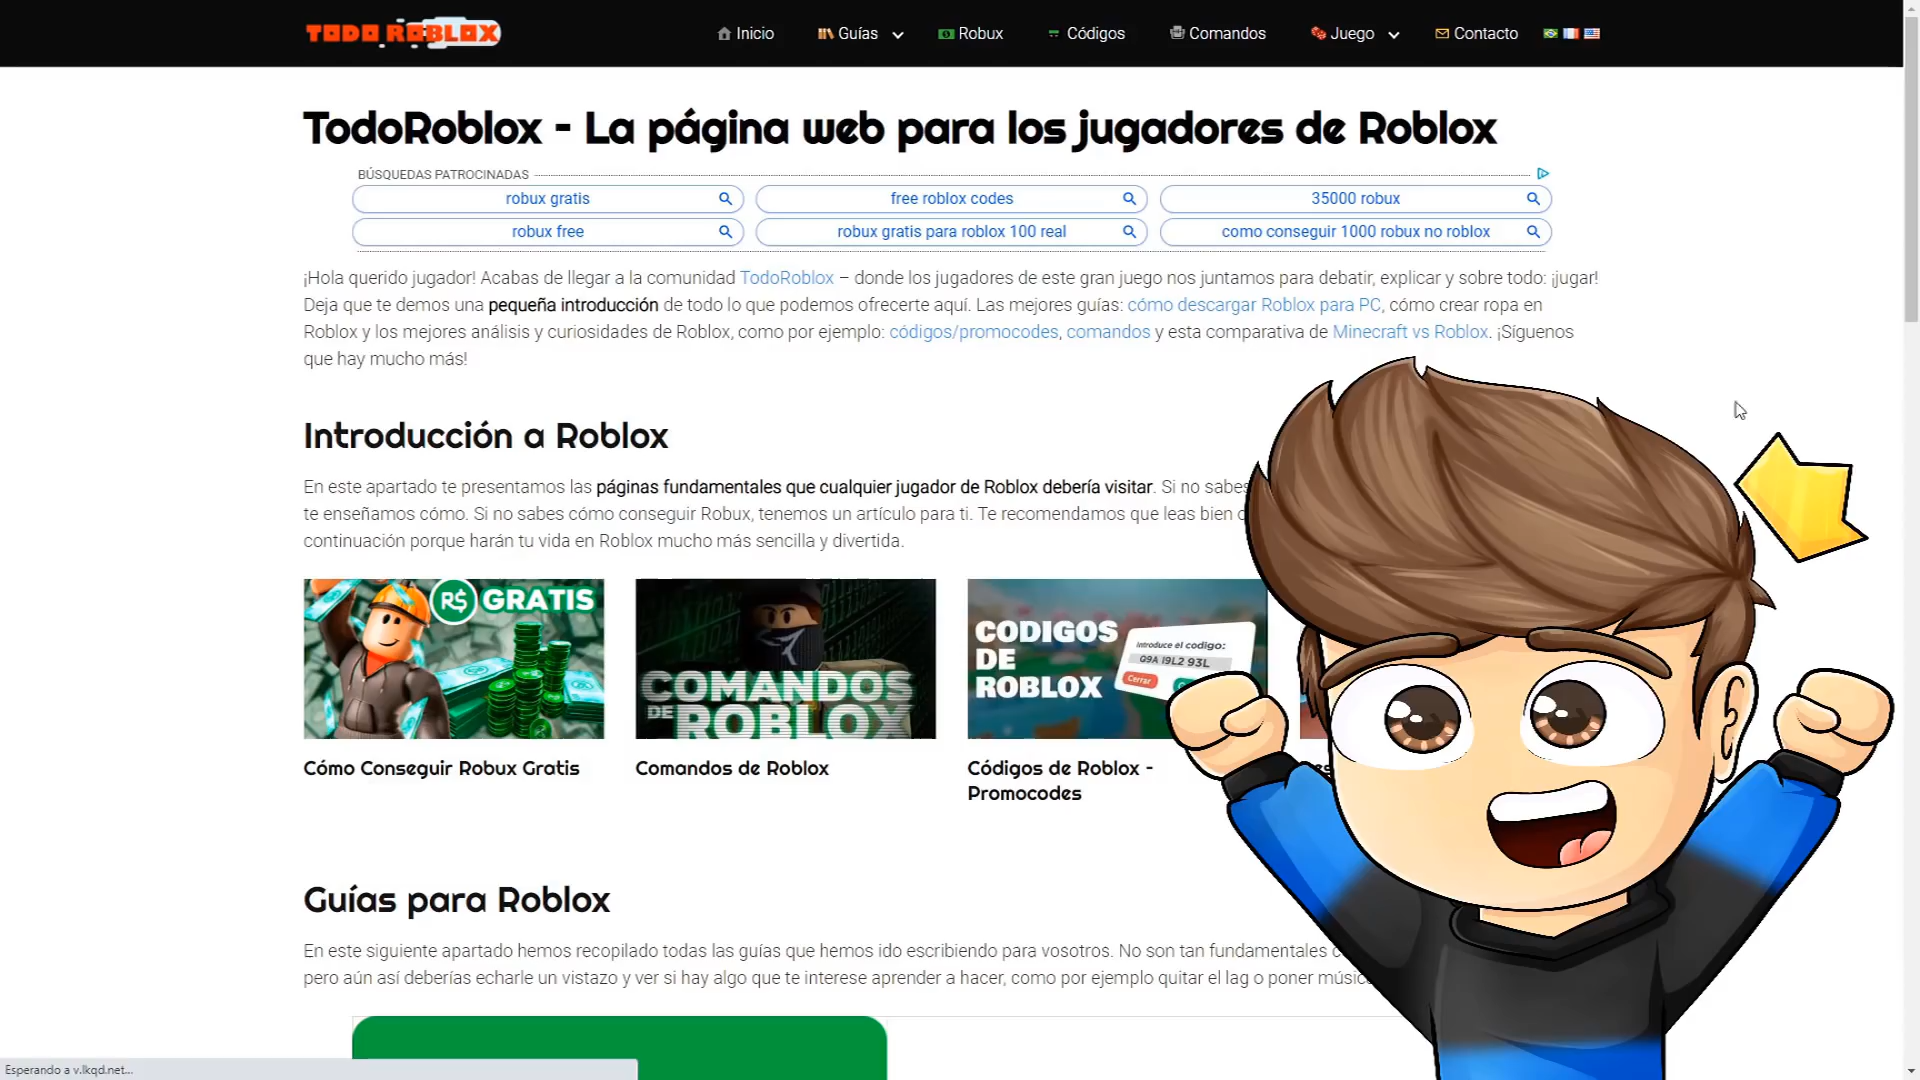 TODO ROBLOX
Inicio
Guías
Robux
Códigos
Comandos
Juego
Contacto
TodoRoblox - La página web para los jugadores de Roblox
BÚSQUEDAS PATROCINADAS
robux gratis
free roblox codes
35000 robux
robux free
robux gratis para roblox 100 real
como conseguir 1000 robux no roblox
¡Hola querido jugador! Acabas de llegar a la comunidad TodoRoblox – donde los jugadores de este gran juego nos juntamos para debatir, explicar y sobre todo: ¡jugar!
Deja que te demos una pequeña introducción de todo lo que podemos ofrecerte aquí. Las mejores guías: cómo descargar Roblox para PC, cómo crear ropa en
Roblox y los mejores análisis y curiosidades de Roblox, como por ejemplo: códigos/promocodes, comandos y esta comparativa de Minecraft vs Roblox. ¡Síguenos
que hay mucho más!
Introducción a Roblox
En este apartado te presentamos las páginas fundamentales que cualquier jugador de Roblox debería visitar. Si no sabes
te enseñamos cómo. Si no sabes cómo conseguir Robux, tenemos un artículo para ti. Te recomendamos que leas bien
continuación porque harán tu vida en Roblox mucho más sencilla y divertida.
R$ GRATIS
COMANDOS
DE ROBLOX
CODIGOS
DE
ROBLOX
Introduce el codigo:
G9A I9L2 93L
Cerrar
Cómo Conseguir Robux Gratis
Comandos de Roblox
Códigos de Roblox -
Promocodes
Guías para Roblox
En este siguiente apartado hemos recopilado todas las guías que hemos ido escribiendo para vosotros. No son tan fundamentales
pero aún así deberías echarle un vistazo y ver si hay algo que te interese aprender a hacer, como por ejemplo quitar el lag o poner músic
Esperando a v.lkqd.net...